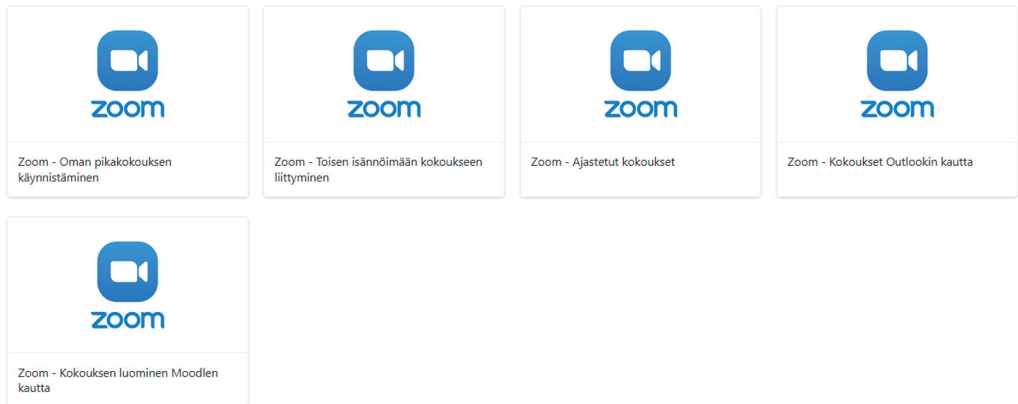 zoom
Zoom - Oman pikakokouksen
käynnistäminen
zoom
Zoom - Toisen isännöimään kokoukseen
liittyminen
zoom
Zoom - Ajastetut kokoukset
zoom
Zoom - Kokoukset Outlookin kautta
zoom
Zoom - Kokouksen luominen Moodlen
kautta